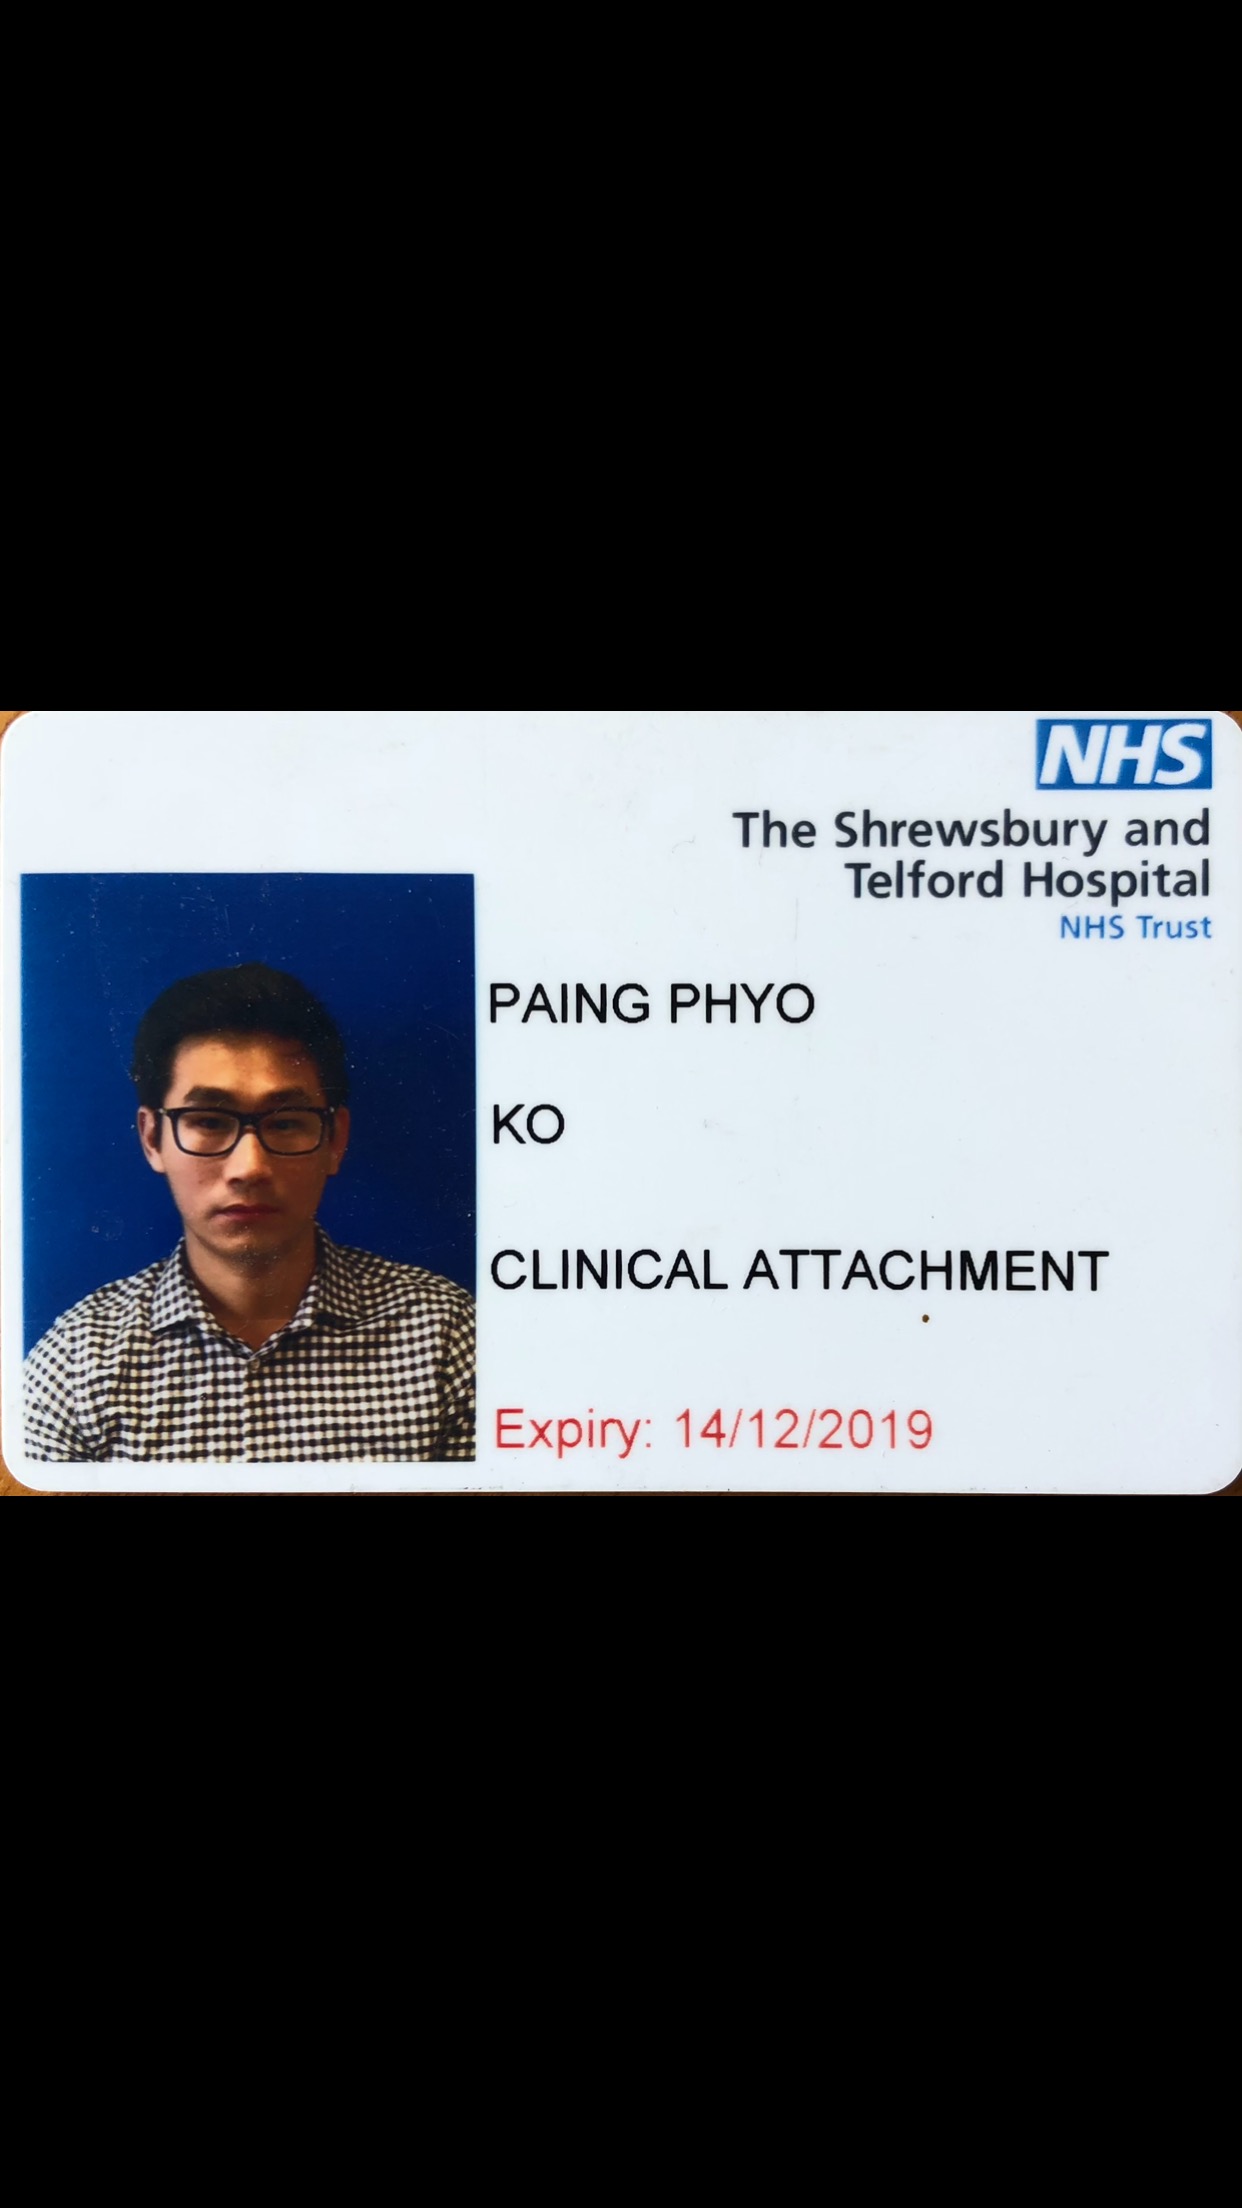 NHS
The Shrewsbury and
Telford Hospital
NHS Trust
PAING PHYO
KO
CLINICAL ATTACHMENT
Expiry: 14/12/2019